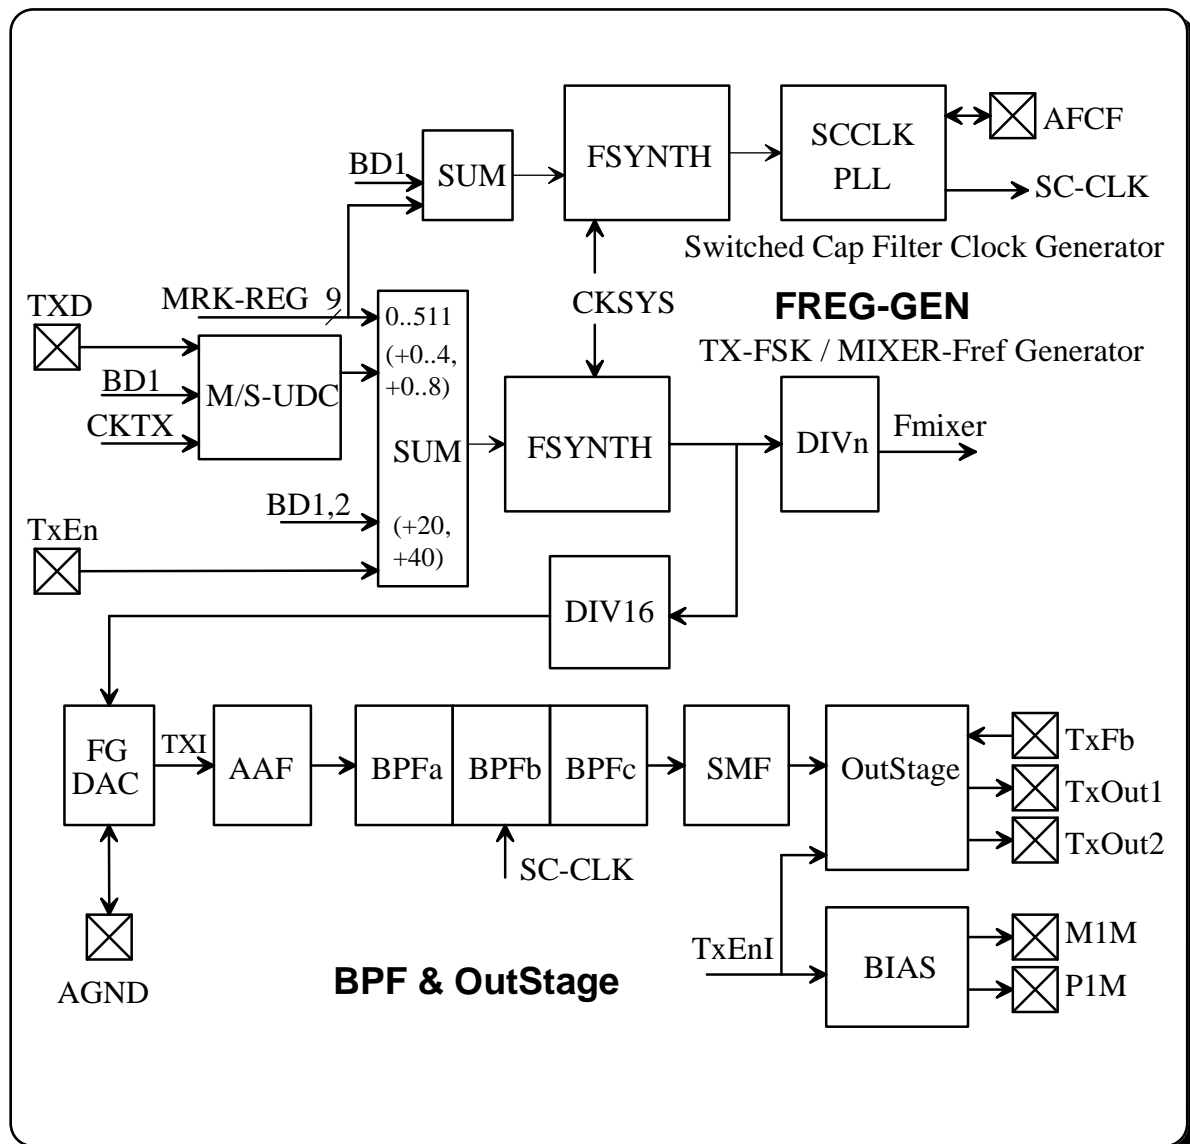 BD1
SUM
FSYNTH
SCCLK
PLL
AFCF
SC-CLK
Switched Cap Filter Clock Generator
TXD
MRK-REG 9
0..511
CKSYS
FREG-GEN
TX-FSK / MIXER-Fref Generator
BD1
CKTX
M/S-UDC
(+0..4,
+0..8)
SUM
FSYNTH
DIVn
Fmixer
BD1,2
(+20,
+40)
TxEn
DIV16
FG
DAC
TXI
AAF
BPFa
BPFb
BPFc
SMF
OutStage
TxFb
TxOut1
TxOut2
SC-CLK
AGND
TxEnI
BIAS
M1M
P1M
BPF & OutStage